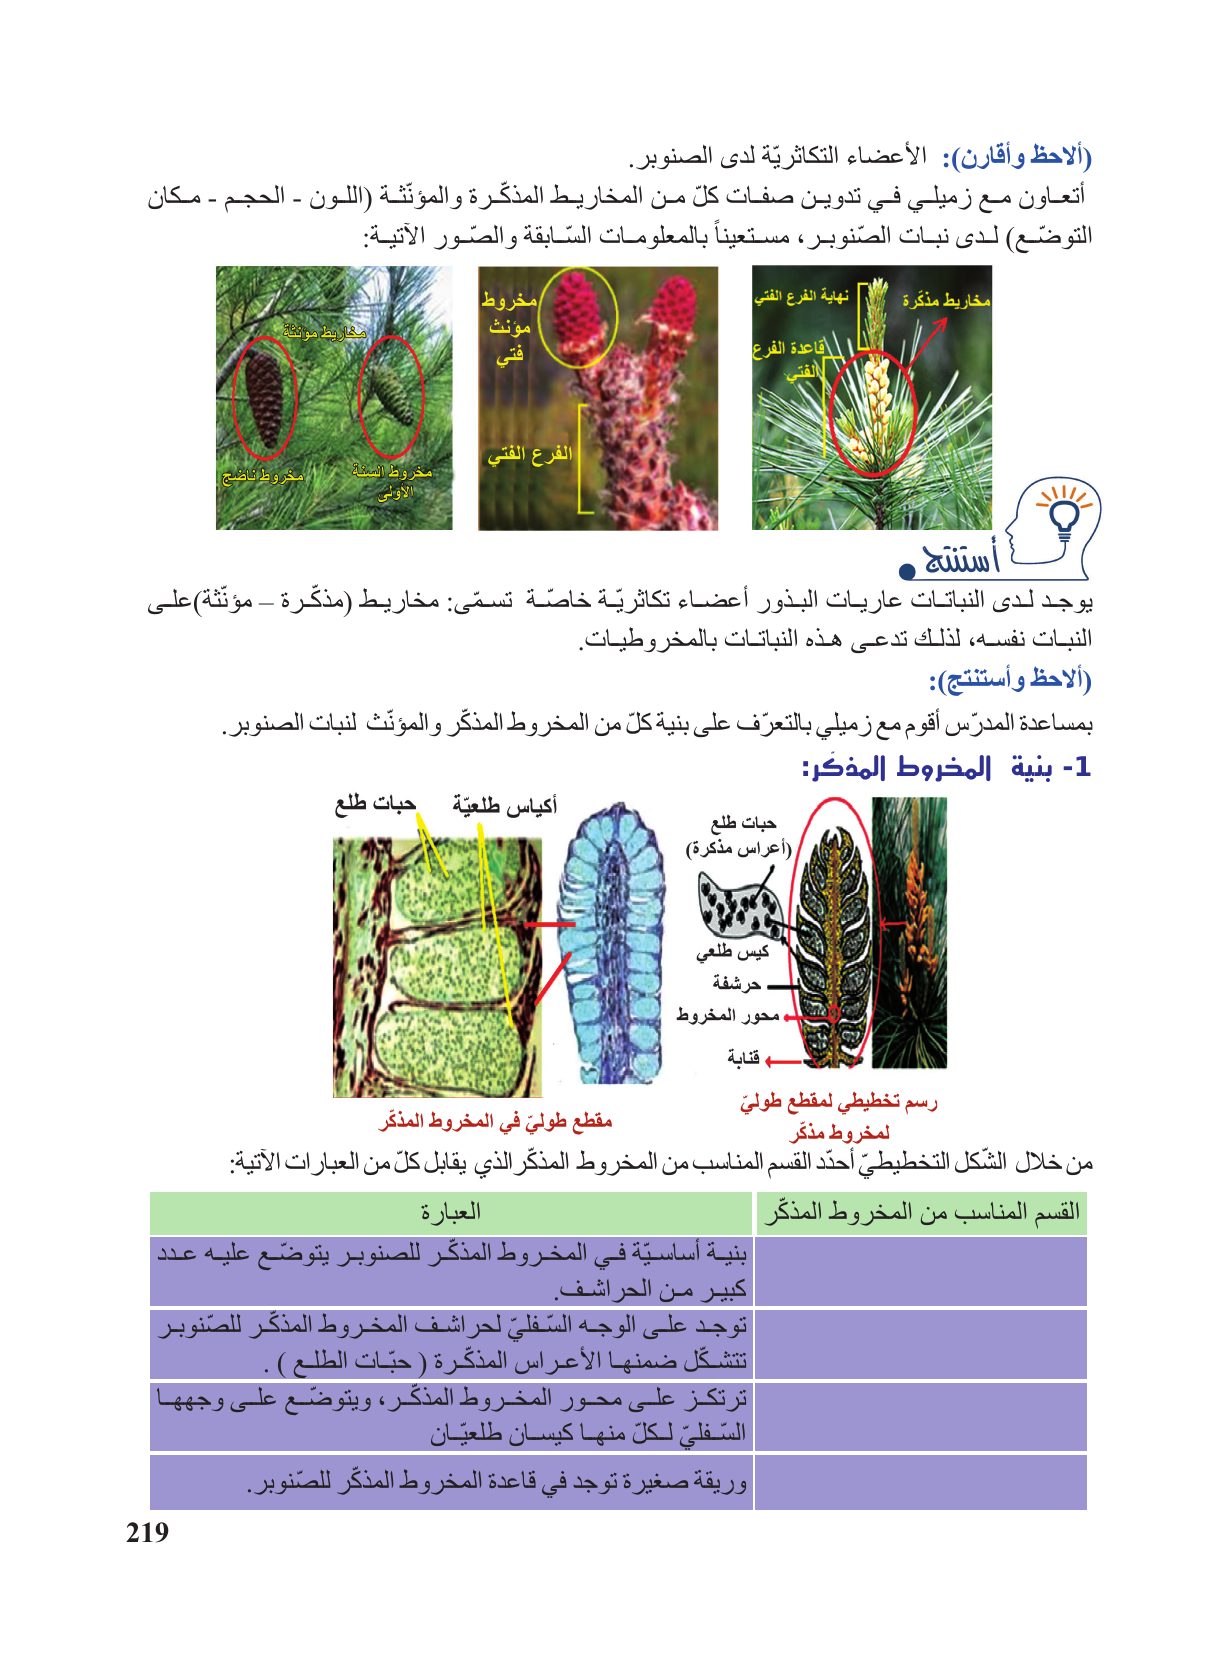 (ألاحظ وأقارن): الأعضاء التكاثريّة لدى الصنوبر.
أتعاون مع زميلي في تدوين صفات كلّ من المخاريط المذكّرة والمؤنّثة (اللون - الحجم - مكان
التوضّع) لدى نبات الصّنوبر، مستعيناً بالمعلومات السّابقة والصّور الآتية:
مخاريط مذكّرة
نهاية الفرع الفتي
قاعدة الفرع
الفتي
مخروط
مؤنث
فتي
الفرع الفتي
مخاريط مؤنثة
مخروط السنة
الأولى
مخروط ناضج
أستنتج
يوجد لدى النباتات عاريات البذور أعضاء تكاثريّة خاصّة تسمّى: مخاريط (مذكّرة – مؤنّثة)على
النبات نفسه، لذلك تدعى هذه النباتات بالمخروطيات.
(ألاحظ وأستنتج):
بمساعدة المدرّس أقوم مع زميلي بالتعرّف على بنية كلّ من المخروط المذكّر والمؤنّث لنبات الصنوبر.
1- بنية المخروط المذكّر:
حبات طلع
(أعراس مذكرة)
كيس طلعي
حرشفة
محور المخروط
قنابة
رسم تخطيطي لمقطع طوليّ
لمخروط مذكّر
أكياس طلعيّة
حبات طلع
مقطع طوليّ في المخروط المذكّر
من خلال الشّكل التخطيطيّ أحدّد القسم المناسب من المخروط المذكّرالذي يقابل كلّ من العبارات الآتية:
القسم المناسب من المخروط المذكّر
العبارة
بنية أساسيّة في المخروط المذكّر للصنوبر يتوضّع عليه عدد
كبير من الحراشف.
توجد على الوجه السّفليّ لحراشف المخروط المذكّر للصّنوبر
تتشكّل ضمنها الأعراس المذكّرة ( حبّات الطلع ) .
ترتكز على محور المخروط المذكّر، ويتوضّع على وجهها
السّفليّ لكلّ منها كيسان طلعيّان
وريقة صغيرة توجد في قاعدة المخروط المذكّر للصّنوبر.
219